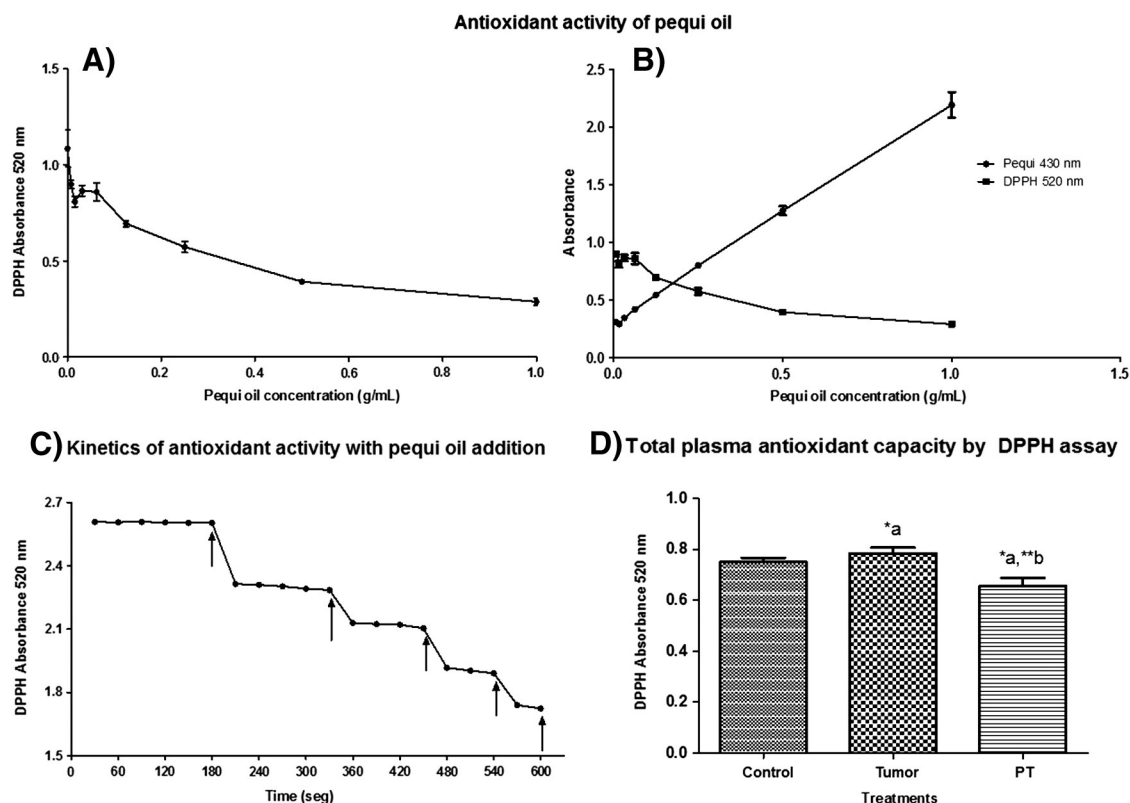 Antioxidant activity of pequi oil
A)
DPPH Absorbance 520 nm
1.5
1.0
0.5
0.0
0.0 0.2 0.4 0.6 0.8 1.0
Pequi oil concentration (g/mL)
B)
Absorbance
2.5
2.0
1.5
1.0
0.5
0.0
Pequi 430 nm
DPPH 520 nm
0.0 0.5 1.0 1.5
Pequi oil concentration (g/mL)
C) Kinetics of antioxidant activity with pequi oil addition
DPPH Absorbance 520 nm
2.7
2.4
2.1
1.8
1.5
0 60 120 180 240 300 360 420 480 540 600
Time (seg)
D) Total plasma antioxidant capacity by DPPH assay
DPPH Absorbance 520 nm
1.0
0.8
0.6
0.4
0.2
0.0
*a
*a,**b
Control Tumor PT
Treatments